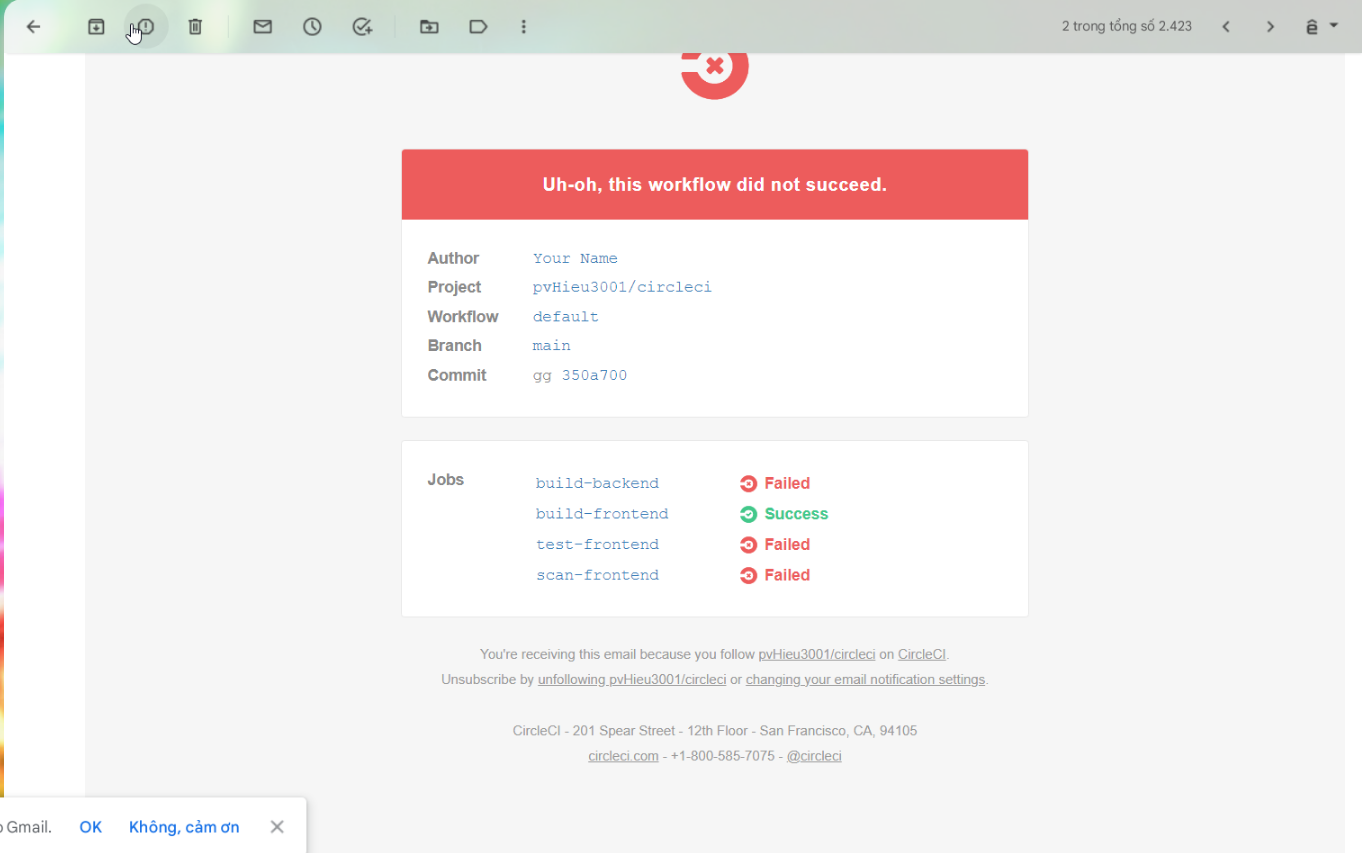 2 trong tổng số 2.423
Uh-oh, this workflow did not succeed.
Author Your Name
Project pvHieu3001/circleci
Workflow default
Branch main
Commit gg 350a700
Jobs build-backend Failed
build-frontend Success
test-frontend Failed
scan-frontend Failed
You're receiving this email because you follow pvHieu3001/circleci on CircleCI.
Unsubscribe by unfollowing pvHieu3001/circleci or changing your email notification settings.
CircleCI - 201 Spear Street - 12th Floor - San Francisco, CA, 94105
circleci.com - +1-800-585-7075 - @circleci
Gmail. OK Không, cảm ơn